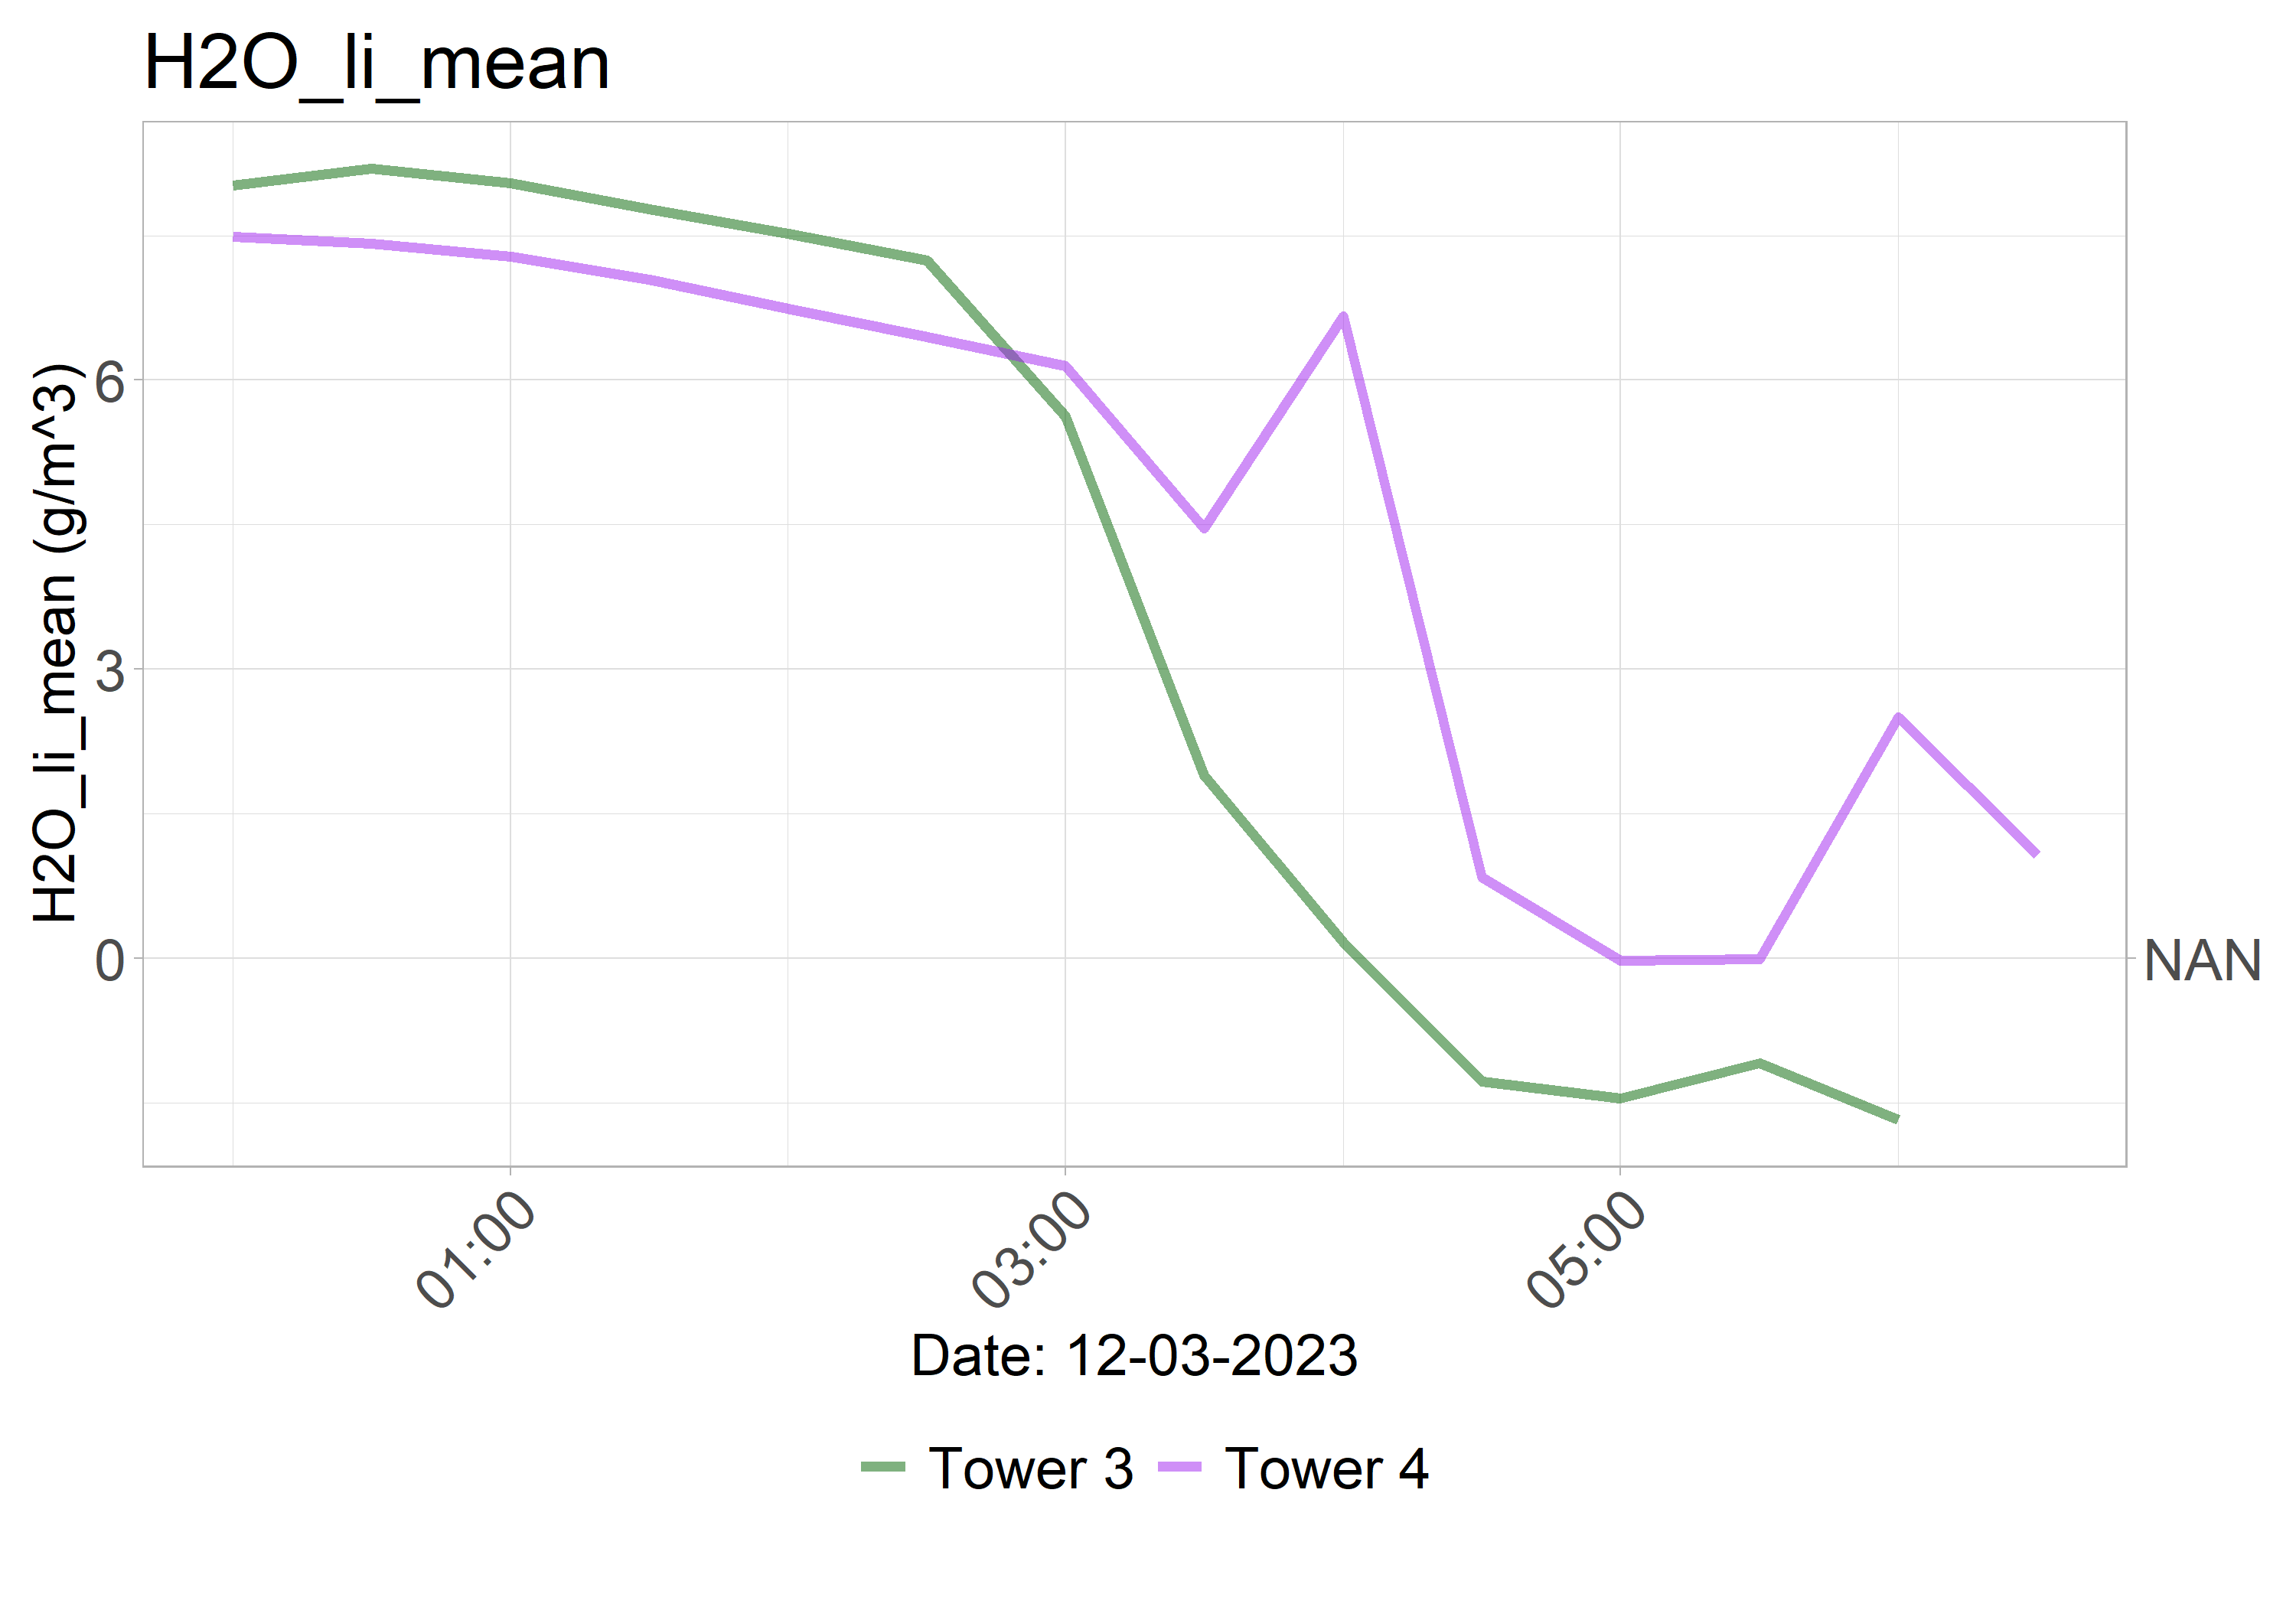 H2O_li_mean
H2O_li_mean (g/m^3)
6
3
0
NAN
01:00
03:00
05:00
Date: 12-03-2023
Tower 3
Tower 4